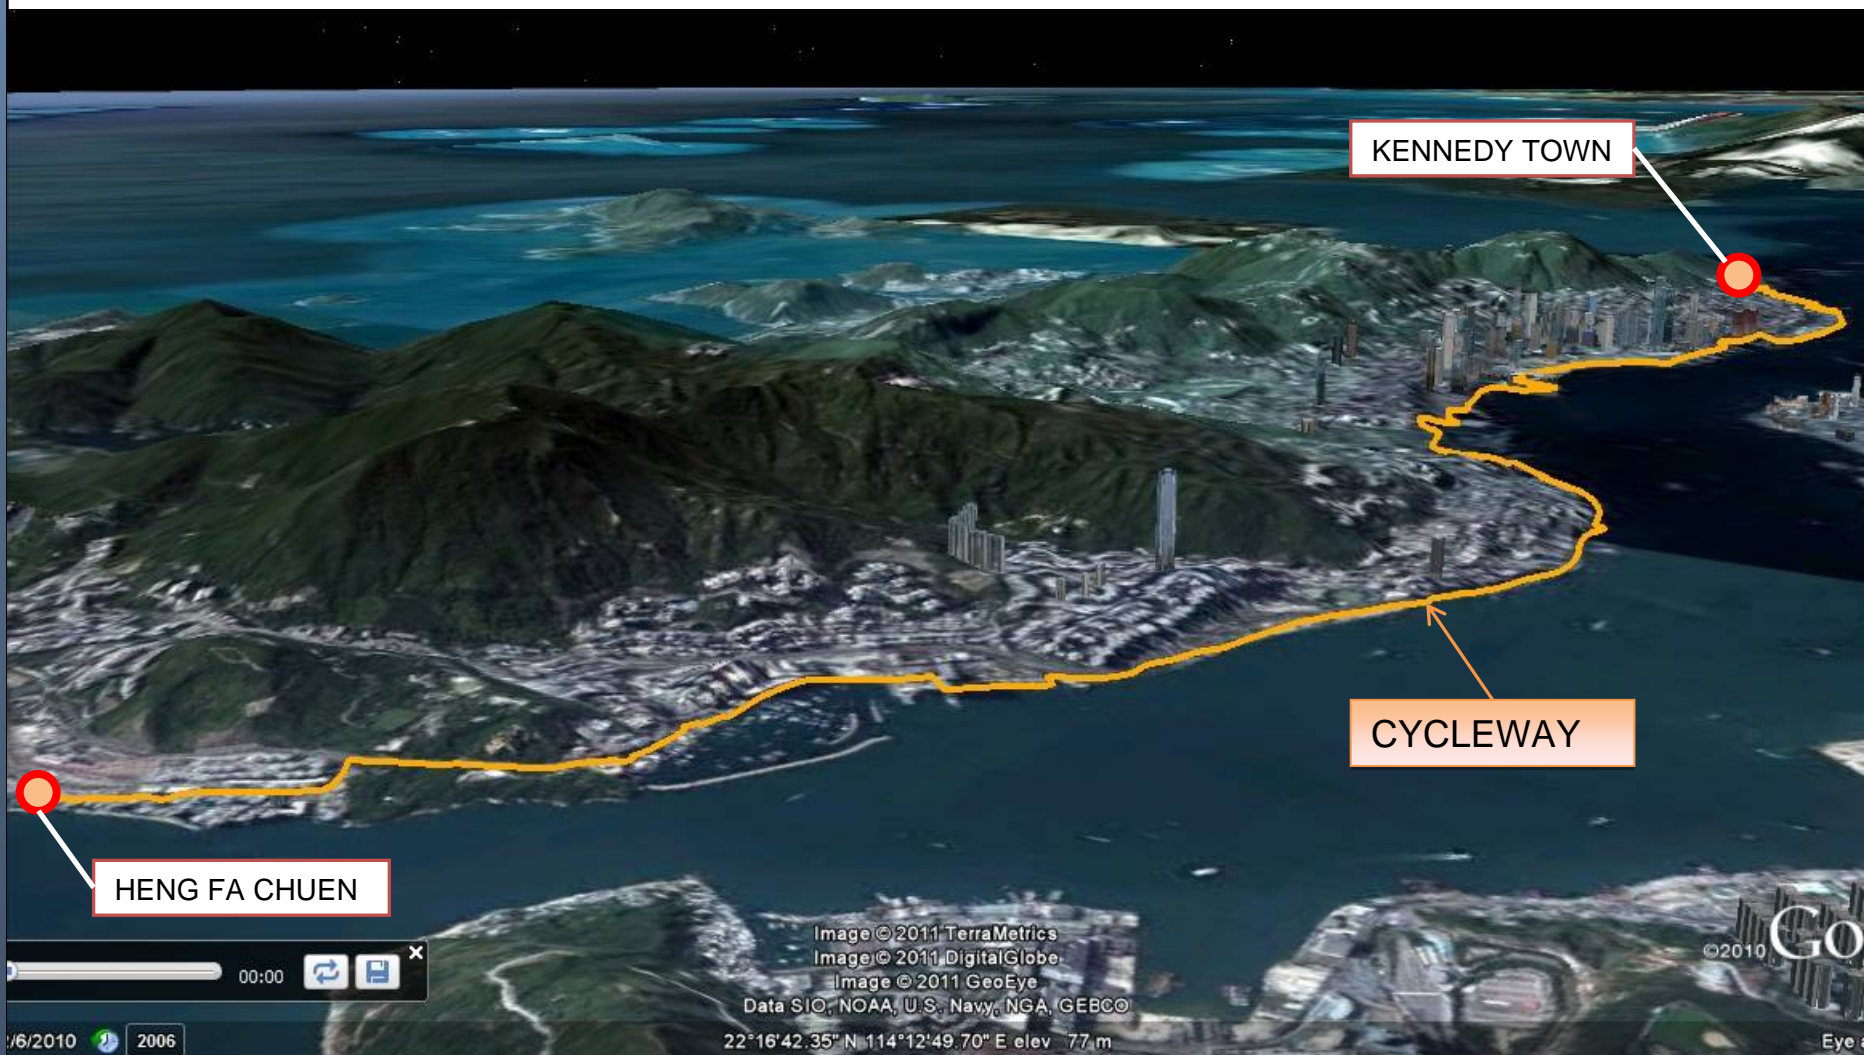 KENNEDY TOWN
CYCLEWAY
HENG FA CHUEN
00:00
Image © 2011 TerraMetrics
Image © 2011 DigitalGlobe
Image © 2011 GeoEye
Data SIO, NOAA, U.S. Navy, NGA, GEBCO
©2010 Go
/6/2010 2006
22°16'42.35" N 114°12'49.70" E elev 77 m
Eye